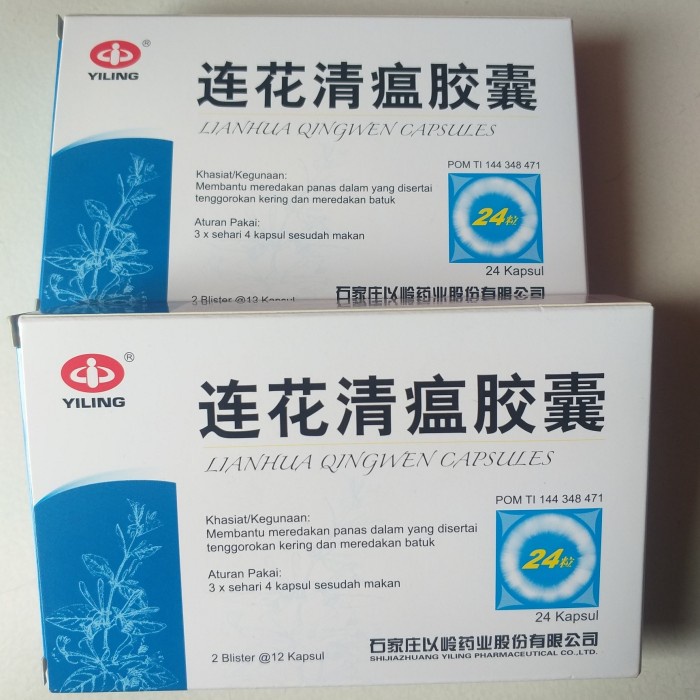 YILING
®
连花清瘟胶囊
LIANHUA QINGWEN CAPSULES
POM TI 144 348 471
Khasiat/Kegunaan:
Membantu meredakan panas dalam yang disertai
tenggorokan kering dan meredakan batuk
Aturan Pakai:
3 x sehari 4 kapsul sesudah makan
24粒
24 Kapsul
2 Blister @12 Kapsul
石家庄以岭药业股份有限公司
YILING
®
连花清瘟胶囊
LIANHUA QINGWEN CAPSULES
POM TI 144 348 471
Khasiat/Kegunaan:
Membantu meredakan panas dalam yang disertai
tenggorokan kering dan meredakan batuk
Aturan Pakai:
3 x sehari 4 kapsul sesudah makan
24粒
24 Kapsul
2 Blister @12 Kapsul
石家庄以岭药业股份有限公司
SHIJIAZHUANG YILING PHARMACEUTICAL CO.,LTD.